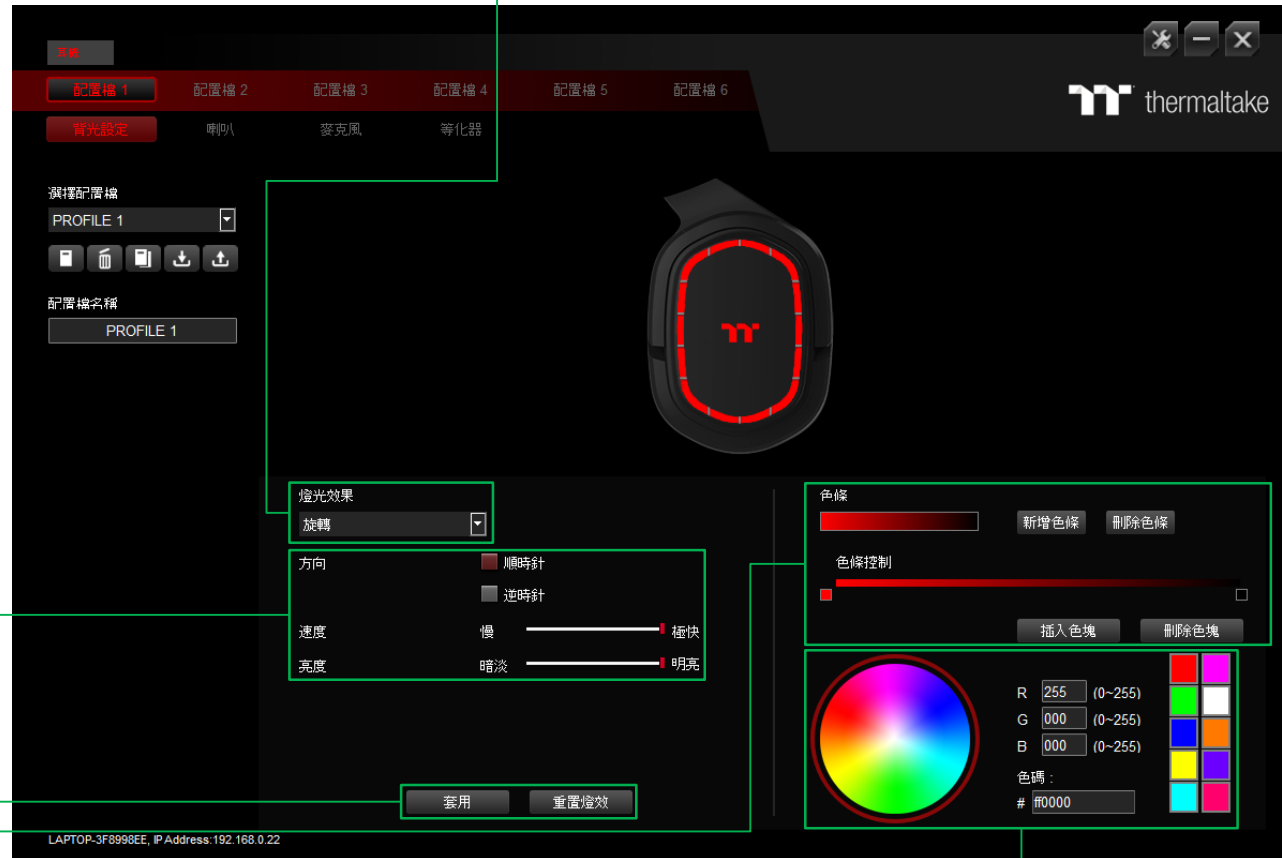 配置檔 1 配置檔 2 配置檔 3 配置檔 4 配置檔 5 配置檔 6
thermaltake
背光設定 喇叭 麥克風 等化器
選擇配置檔
PROFILE 1
配置檔名稱
PROFILE 1
燈光效果
旋轉
方向 順時針
逆時針
速度 慢 極快
亮度 暗淡 明亮
套用 重置燈效
色條
新增色條 刪除色條
色條控制
插入色塊 刪除色塊
R 255 (0~255)
G 000 (0~255)
B 000 (0~255)
色碼 :
# ff0000
LAPTOP-3F8998EE, IP Address:192.168.0.22